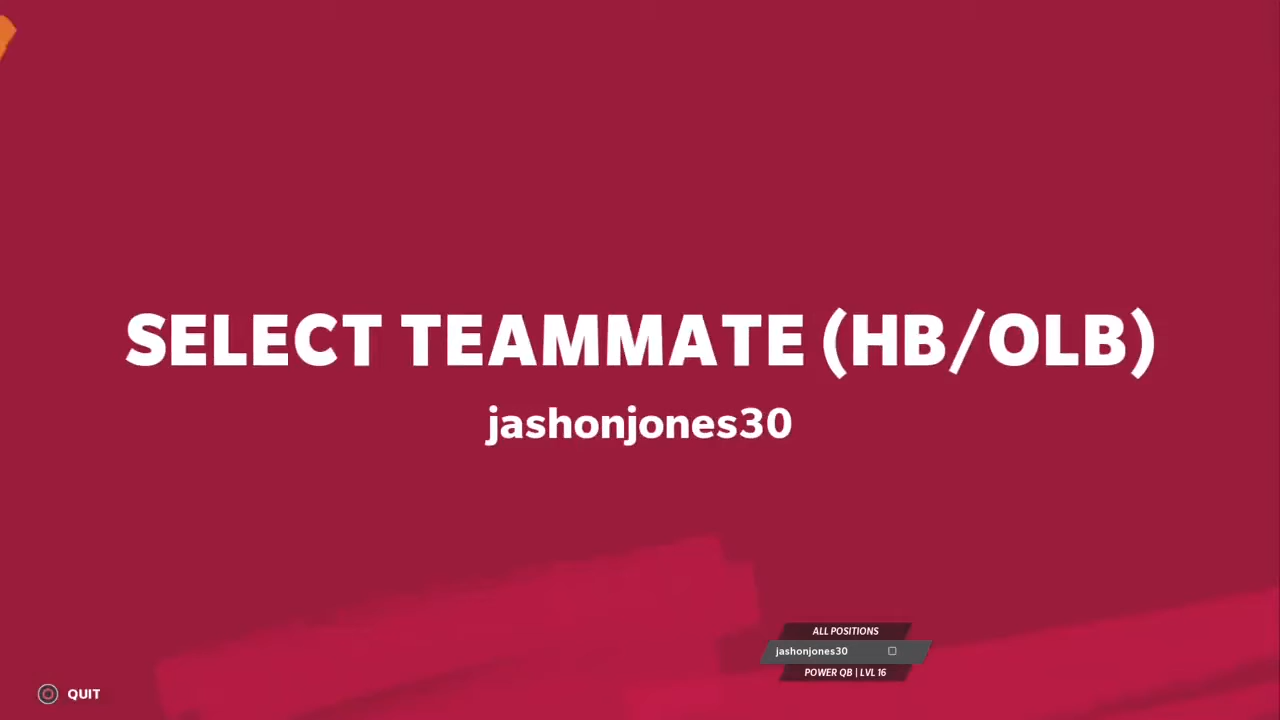 SELECT TEAMMATE (HB/OLB)
jashonjones30
ALL POSITIONS
jashonjones30
POWER QB | LVL 16
QUIT